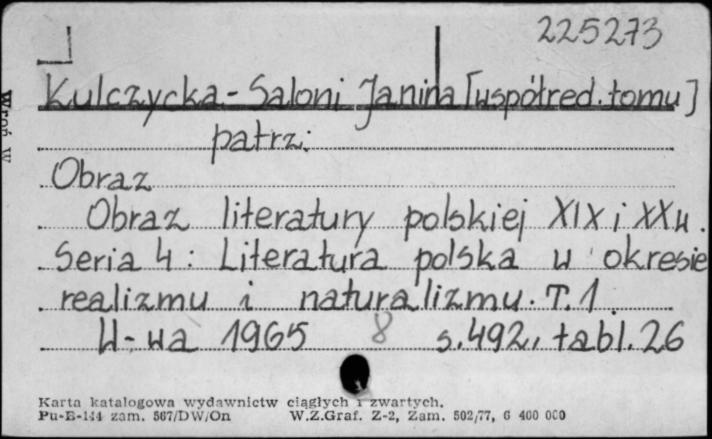 225273
Kulczycka-Saloni Janina [współred. tomu]
patrz:
Obraz
Obraz literatury polskiej XIX i XX w.
Seria 4: Literatura polska w okresie
realizmu i naturalizmu. T. 1.
W-wa 1965 8 s. 492, tabl. 26
Karta katalogowa wydawnictw ciągłych i zwartych.
Pu-B-144 zam. 567/DW/On W.Z.Graf. Z-2, Zam. 502/77, 6 400 000